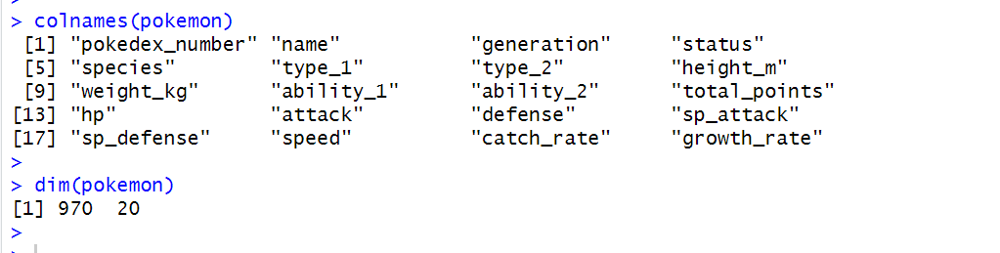 > colnames(pokemon)
 [1] "pokedex_number" "name"           "generation"     "status"
 [5] "species"        "type_1"         "type_2"         "height_m"
 [9] "weight_kg"      "ability_1"      "ability_2"      "total_points"
[13] "hp"             "attack"         "defense"        "sp_attack"
[17] "sp_defense"     "speed"          "catch_rate"     "growth_rate"
>
> dim(pokemon)
[1] 970  20
>